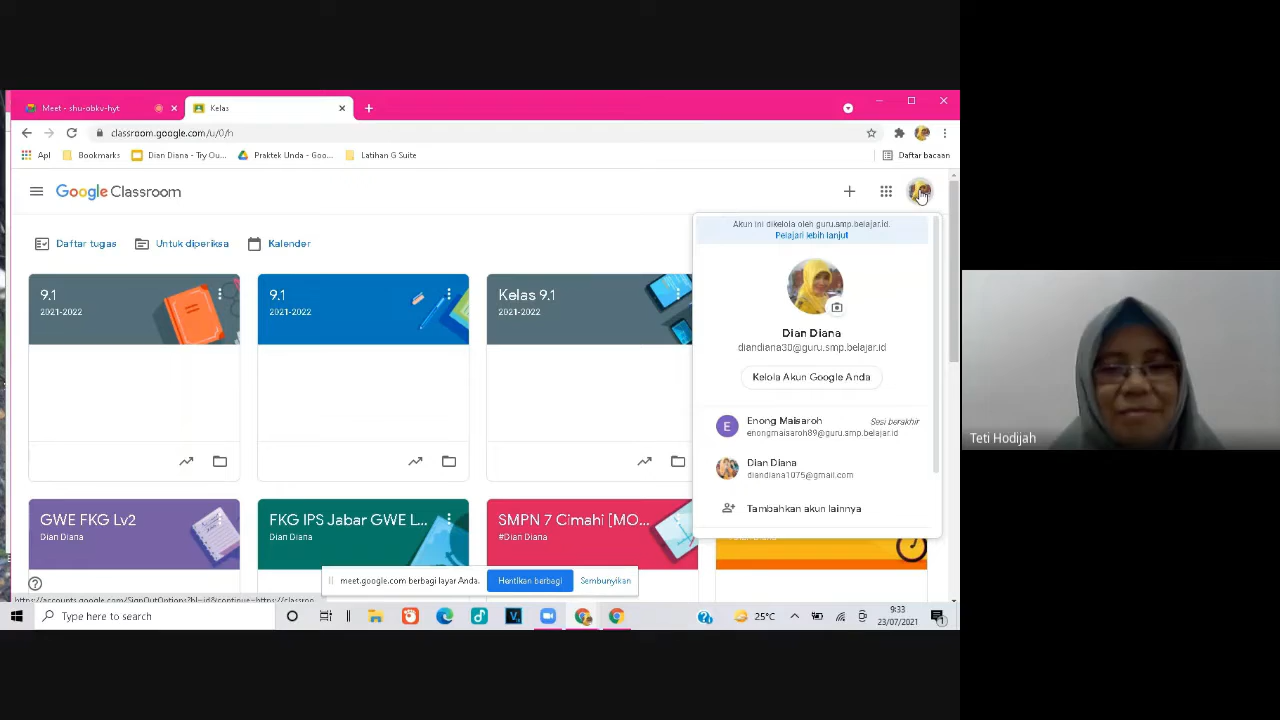 Meet - shu-obkv-hyt
Kelas
classroom.google.com/u/0/h
Apl
Bookmarks
Dian Diana - Try Ou...
Praktek Unda - Goo...
Latihan G Suite
Daftar bacaan
Google Classroom
Daftar tugas
Untuk diperiksa
Kalender
Akun ini dikelola oleh guru.smp.belajar.id.
Pelajari lebih lanjut
9.1
2021-2022
9.1
2021-2022
Kelas 9.1
2021-2022
Dian Diana
diandiana30@guru.smp.belajar.id
Kelola Akun Google Anda
E
Enong Maisaroh
Sesi berakhir
enongmaisaroh89@guru.smp.belajar.id
Dian Diana
diandiana1075@gmail.com
Tambahkan akun lainnya
Teti Hodijah
GWE FKG Lv2
Dian Diana
FKG IPS Jabar GWE L...
Dian Diana
SMPN 7 Cimahi [MO...
#Dian Diana
meet.google.com berbagi layar Anda.
Hentikan berbagi
Sembunyikan
Type here to search
25°C
9:33
23/07/2021
1